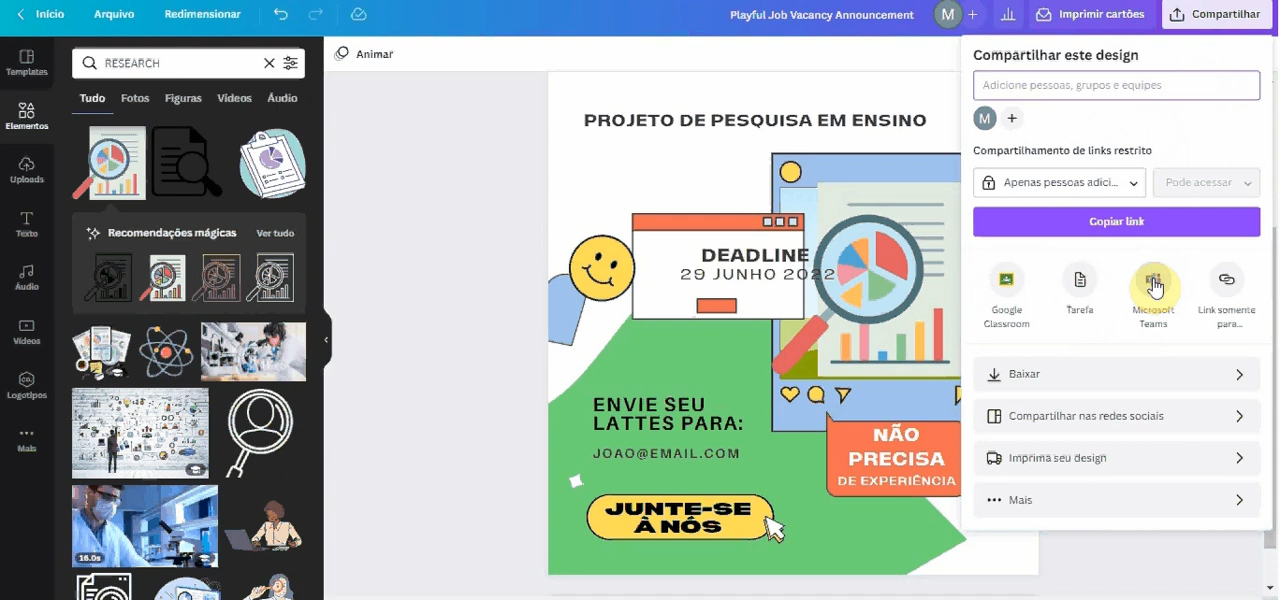 Início Arquivo Redimensionar
Playful Job Vacancy Announcement
M
Imprimir cartões
Compartilhar
Templates
Elementos
Uploads
Texto
Áudio
Vídeos
CO.
Logotipos
Mais
RESEARCH
Tudo Fotos Figuras Vídeos Áudio
Recomendações mágicas Ver tudo
16.0s
Animar
PROJETO DE PESQUISA EM ENSINO
DEADLINE
29 JUNHO 2022
ENVIE SEU
LATTES PARA:
JOAO@EMAIL.COM
NÃO
PRECISA
DE EXPERIÊNCIA
JUNTE-SE
À NÓS
Compartilhar este design
Adicione pessoas, grupos e equipes
M
Compartilhamento de links restrito
Apenas pessoas adici...
Pode acessar
Copiar link
Google
Classroom
Tarefa
Microsoft
Teams
Link somente
para...
Baixar
Compartilhar nas redes sociais
Imprima seu design
Mais